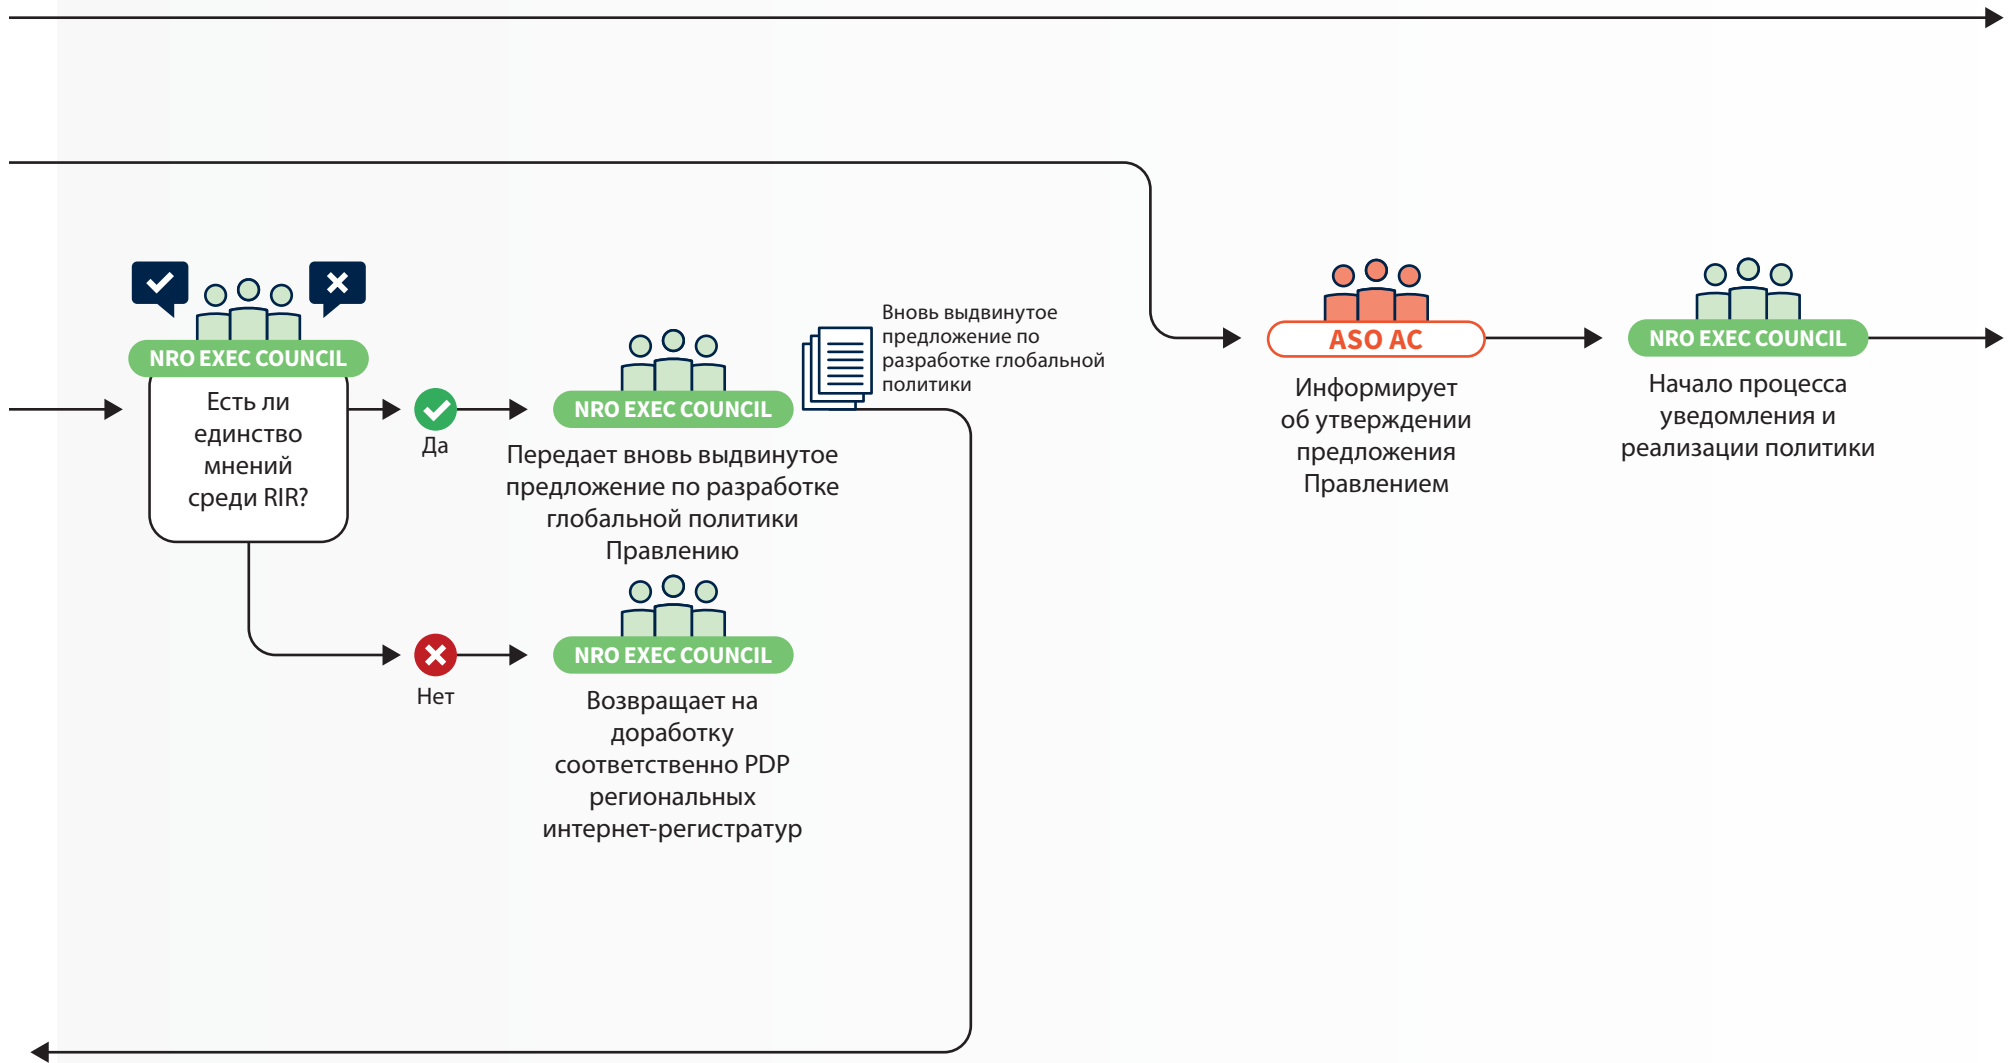 NRO EXEC COUNCIL
Есть ли
единство
мнений
среди RIR?
Да
Нет
NRO EXEC COUNCIL
Передает вновь выдвинутое
предложение по разработке
глобальной политики
Правлению
Вновь выдвинутое
предложение по
разработке глобальной
политики
NRO EXEC COUNCIL
Возвращает на
доработку
соответственно PDP
региональных
интернет-регистратур
ASO AC
Информирует
об утверждении
предложения
Правлением
NRO EXEC COUNCIL
Начало процесса
уведомления и
реализации политики